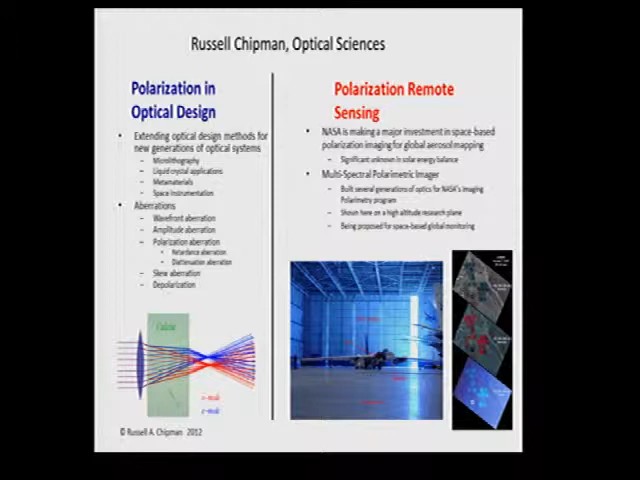 Russell Chipman, Optical Sciences
Polarization in
Optical Design
• Extending optical design methods for
new generations of optical systems
– Microlithography
– Liquid crystal applications
– Metamaterials
– Space instrumentation
• Aberrations
– Wavefront aberration
– Amplitude aberration
– Polarization aberration
• Retardance aberration
• Diattenuation aberration
– Skew aberration
– Depolarization
Calcite
o-mode
e-mode
© Russell A. Chipman 2012
Polarization Remote
Sensing
• NASA is making a major investment in space-based
polarization imaging for global aerosol mapping
– Significant unknown in solar energy balance
• Multi-Spectral Polarimetric Imager
– Built several generations of optics for NASA's Imaging
Polarimetry program
– Shown here on a high altitude research plane
– Being proposed for space-based global monitoring